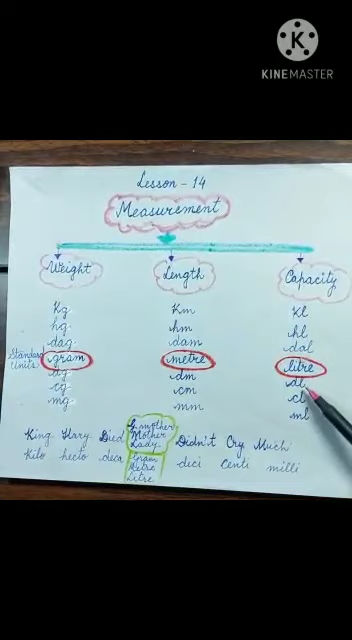 K
KINEMASTER
Lesson - 14
Measurement
Weight Length Capacity
Kg Km Kl
hg hm hl
dag dam dal
Standard Units gram metre litre
dg dm dl
cg cm cl
mg mm ml
King Hary Died G.mother Mother Lady Didn't Cry Much
Kilo hecto deca Gram Metre Litre deci centi milli